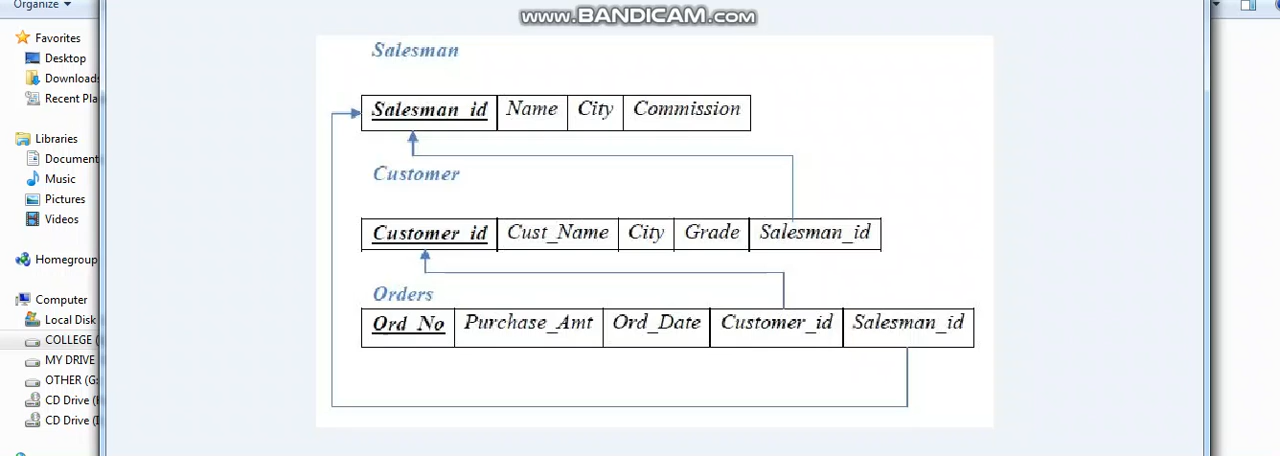 Organize
www.BANDICAM.com
Favorites
Desktop
Downloads
Recent Pla
Libraries
Document
Music
Pictures
Videos
Homegroup
Computer
Local Disk
COLLEGE (
MY DRIVE
OTHER (G:
CD Drive (
CD Drive (
Salesman
Salesman_id Name City Commission
Customer
Customer_id Cust_Name City Grade Salesman_id
Orders
Ord_No Purchase_Amt Ord_Date Customer_id Salesman_id